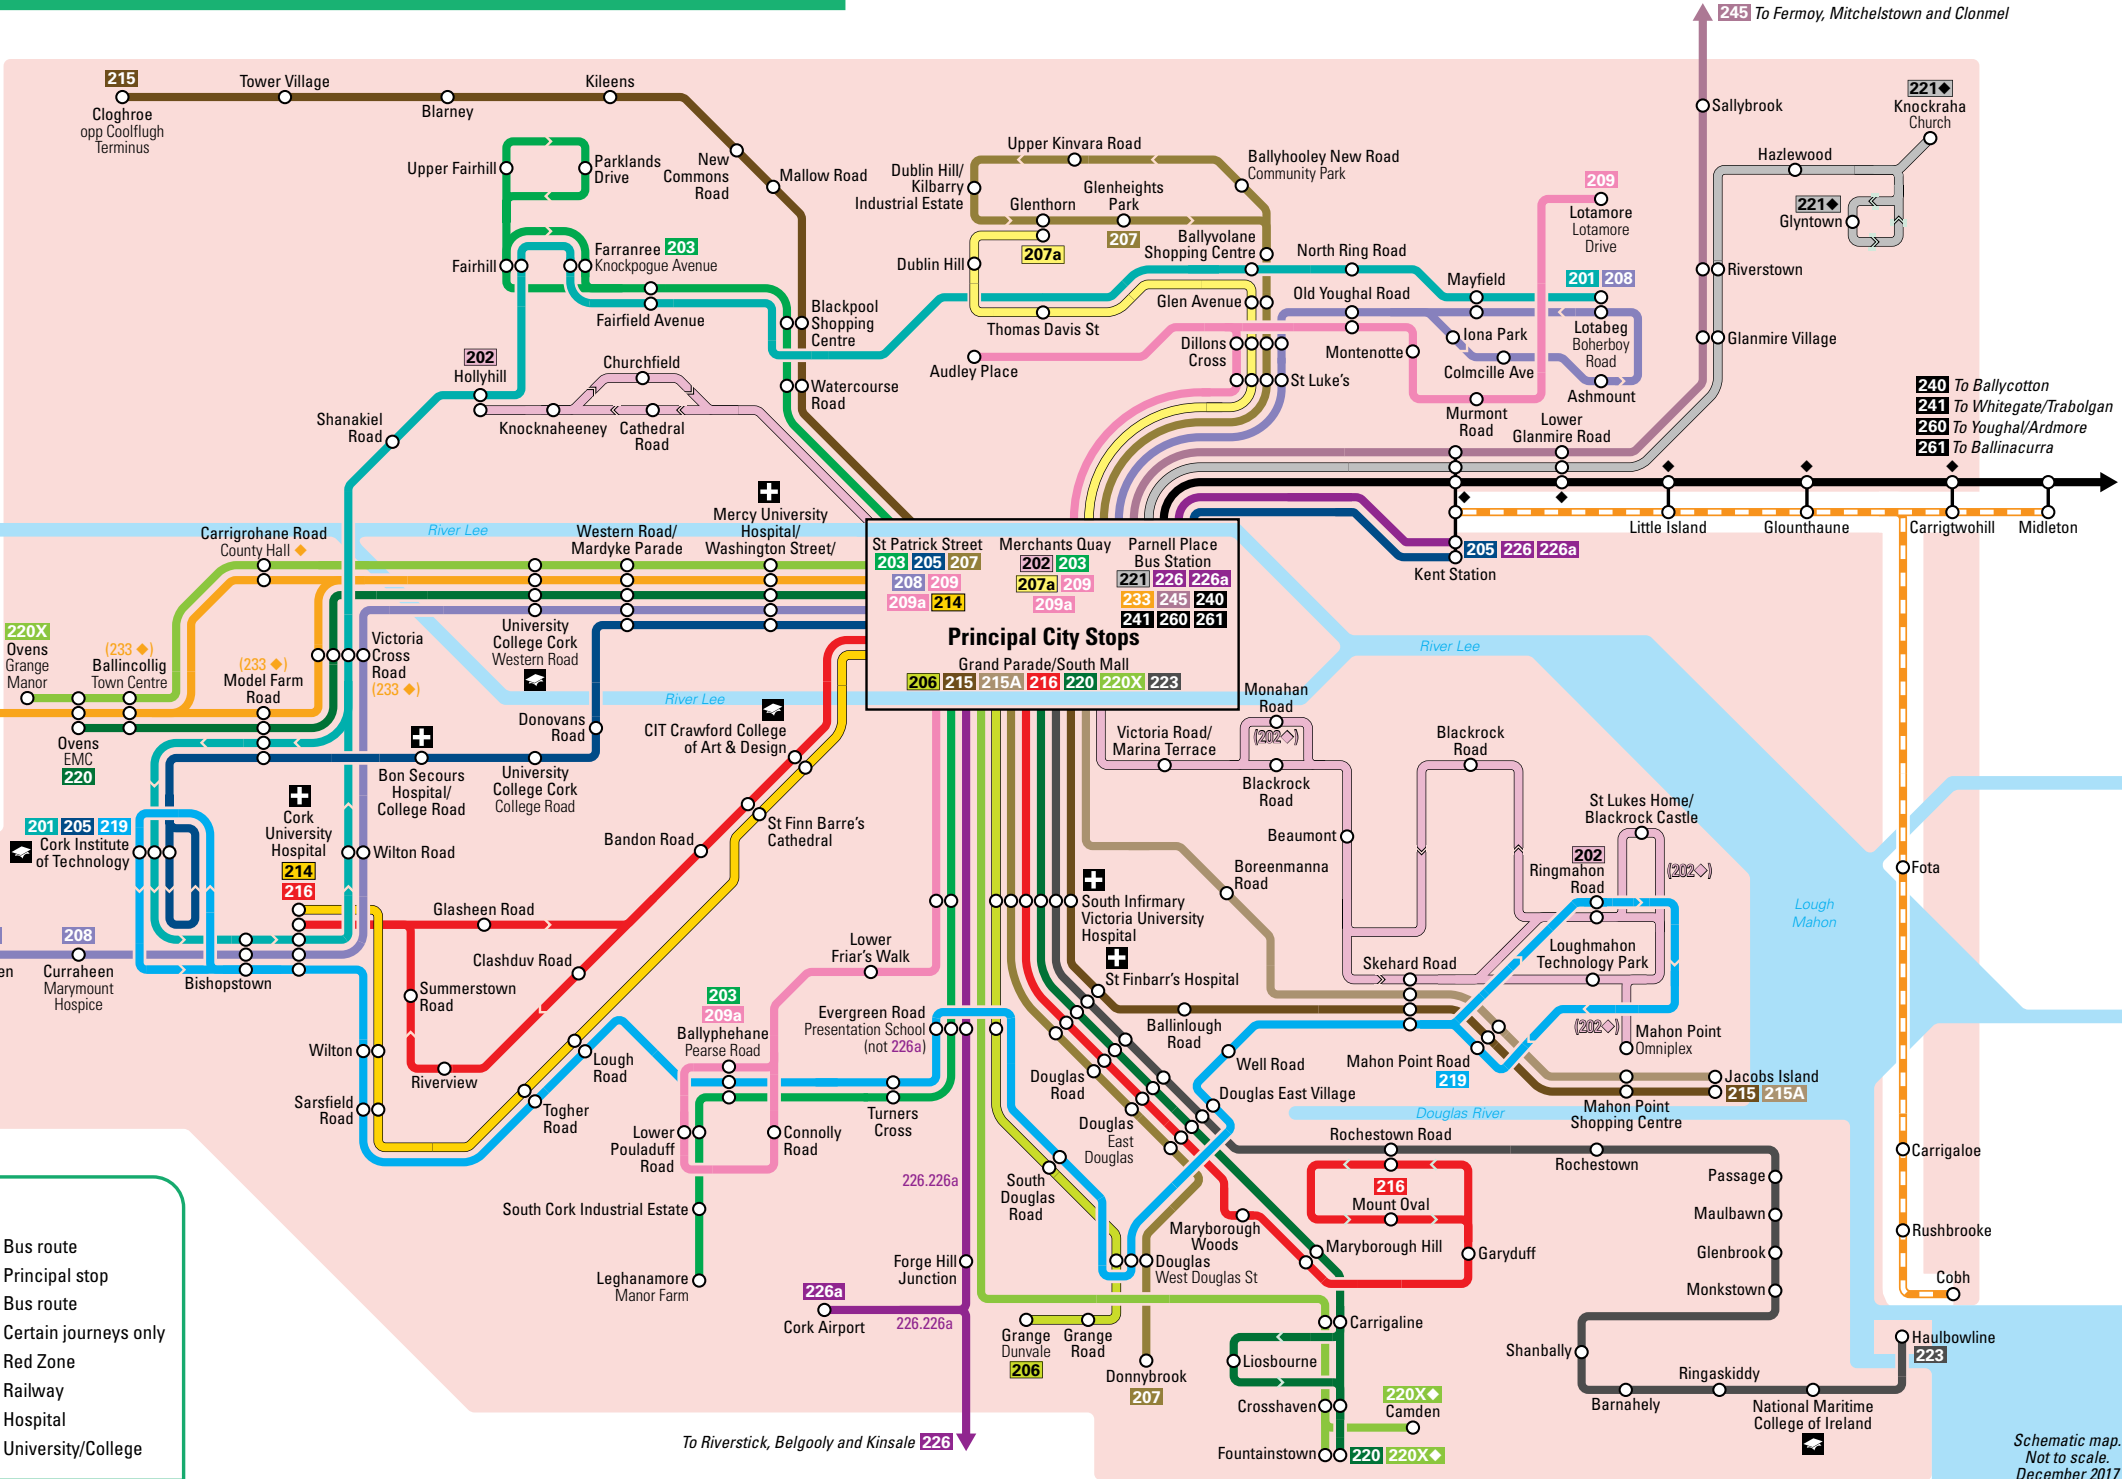 245 To Fermoy, Mitchelstown and Clonmel
215
Cloghroe
opp Coolflugh
Terminus
Tower Village
Blarney
Kileens
New
Commons
Road
Mallow Road
Upper Fairhill
Parklands
Drive
Fairhill
Farranree 203
Knockpogue Avenue
Fairfield Avenue
Blackpool
Shopping
Centre
Watercourse
Road
202
Hollyhill
Churchfield
Knocknaheeney
Cathedral
Road
Shanakiel
Road
Dublin Hill/
Kilbarry
Industrial Estate
Upper Kinvara Road
Ballyhooley New Road
Community Park
Glenthorn
207a
Glenheights
Park
207
Ballyvolane
Shopping Centre
Dublin Hill
Thomas Davis St
Glen Avenue
Audley Place
Dillons
Cross
St Luke's
North Ring Road
Old Youghal Road
Mayfield
Montenotte
Iona Park
Colmcille Ave
Murmont
Road
209
Lotamore
Lotamore
Drive
201 208
Lotabeg
Boherboy
Road
Ashmount
Lower
Glanmire Road
Sallybrook
Riverstown
Glanmire Village
Hazlewood
221
Knockraha
Church
221
Glyntown
240 To Ballycotton
241 To Whitegate/Trabolgan
260 To Youghal/Ardmore
261 To Ballinacurra
Little Island
Glounthaune
Carrigtwohill
Midleton
205 226 226a
Kent Station
River Lee
Carrigrohane Road
County Hall
Western Road/
Mardyke Parade
Mercy University
Hospital/
Washington Street/
St Patrick Street
203 205 207
208 209
209a 214
Merchants Quay
202 203
207a 209
209a
Parnell Place
Bus Station
221 226 226a
233 245 240
241 260 261
Principal City Stops
Grand Parade/South Mall
206 215 215A 216 220 220X 223
220X
Ovens
Grange
Manor
(233)
Ballincollig
Town Centre
(233)
Model Farm
Road
Victoria
Cross
Road
(233)
University
College Cork
Western Road
River Lee
River Lee
Ovens
EMC
220
Bon Secours
Hospital/
College Road
University
College Cork
College Road
Donovans
Road
CIT Crawford College
of Art & Design
St Finn Barre's
Cathedral
Bandon Road
Cork
University
Hospital
214
216
201 205 219
Cork Institute
of Technology
Wilton Road
208
Curraheen
Marymount
Hospice
en
Bishopstown
Glasheen Road
Clashduv Road
Summerstown
Road
Riverview
Wilton
Sarsfield
Road
Lough
Road
Togher
Road
Lower
Friar's Walk
203
209a
Ballyphehane
Pearse Road
Evergreen Road
Presentation School
(not 226a)
Turners
Cross
Lower
Pouladuff
Road
Connolly
Road
South Cork Industrial Estate
Leghanamore
Manor Farm
226.226a
Forge Hill
Junction
226a
Cork Airport
226.226a
To Riverstick, Belgooly and Kinsale 226
Monahan
Road
(202)
Victoria Road/
Marina Terrace
Blackrock
Road
Blackrock
Road
Beaumont
Boreenmanna
Road
South Infirmary
Victoria University
Hospital
St Finbarr's Hospital
St Lukes Home/
Blackrock Castle
202
Ringmahon
Road
(202)
Loughmahon
Technology Park
Skehard Road
Ballinlough
Road
(202)
Mahon Point
Omniplex
Mahon Point Road
219
Well Road
Douglas East Village
Jacobs Island
215 215A
Mahon Point
Shopping Centre
Lough
Mahon
Douglas River
Douglas
Road
Douglas
East
Douglas
South
Douglas
Road
Rochestown Road
Rochestown
216
Mount Oval
Maryborough
Woods
Maryborough Hill
Garyduff
Douglas
West Douglas St
Grange
Dunvale
206
Grange
Road
Donnybrook
207
Carrigaline
Liosbourne
Crosshaven
220X
Camden
Fountainstown
220 220X
Passage
Maulbawn
Glenbrook
Monkstown
Shanbally
Barnahely
Ringaskiddy
National Maritime
College of Ireland
Haulbowline
223
Fota
Carrigaloe
Rushbrooke
Cobh
Bus route
Principal stop
Bus route
Certain journeys only
Red Zone
Railway
Hospital
University/College
Schematic map.
Not to scale.
December 2017